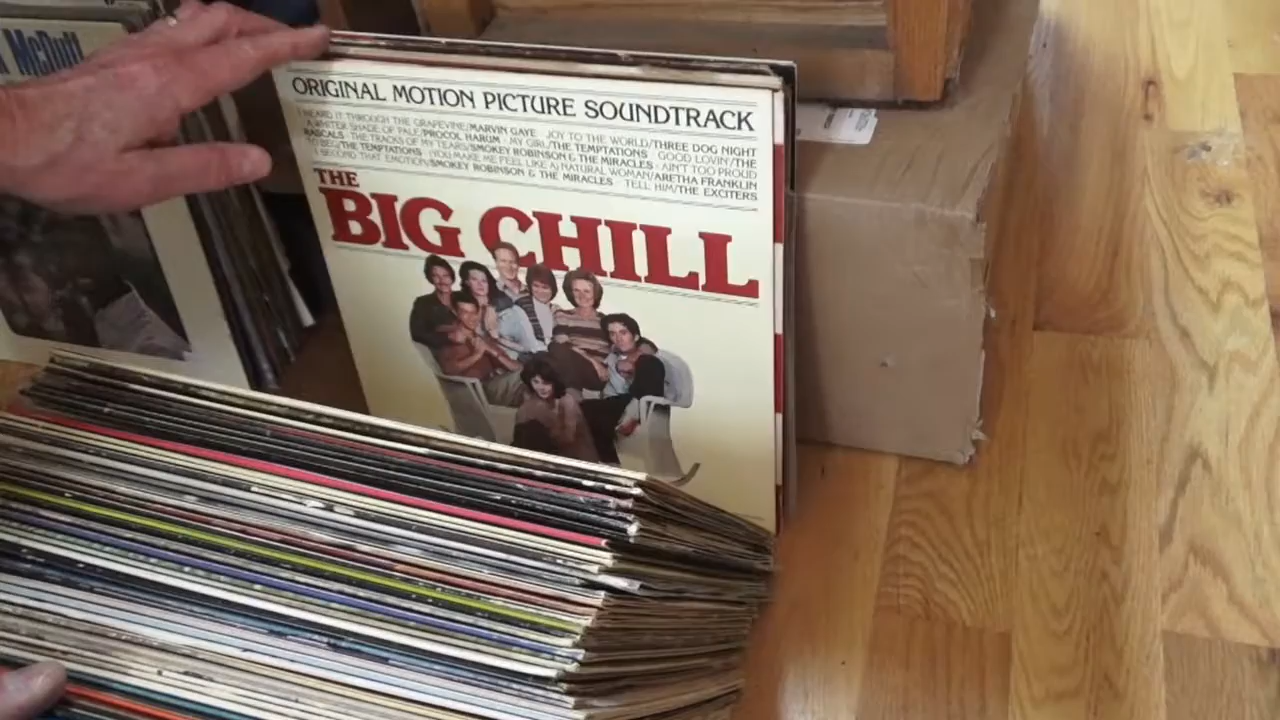 McDuff
ORIGINAL MOTION PICTURE SOUNDTRACK
I HEARD IT THROUGH THE GRAPEVINE/MARVIN GAYE · JOY TO THE WORLD/THREE DOG NIGHT
A WHITER SHADE OF PALE/PROCOL HARUM · MY GIRL/THE TEMPTATIONS · GOOD LOVIN'/THE
RASCALS · THE TRACKS OF MY TEARS/SMOKEY ROBINSON & THE MIRACLES · AIN'T TOO PROUD
TO BEG/THE TEMPTATIONS · (YOU MAKE ME FEEL LIKE A) NATURAL WOMAN/ARETHA FRANKLIN
I SECOND THAT EMOTION/SMOKEY ROBINSON & THE MIRACLES · TELL HIM/THE EXCITERS
THE
BIG CHILL